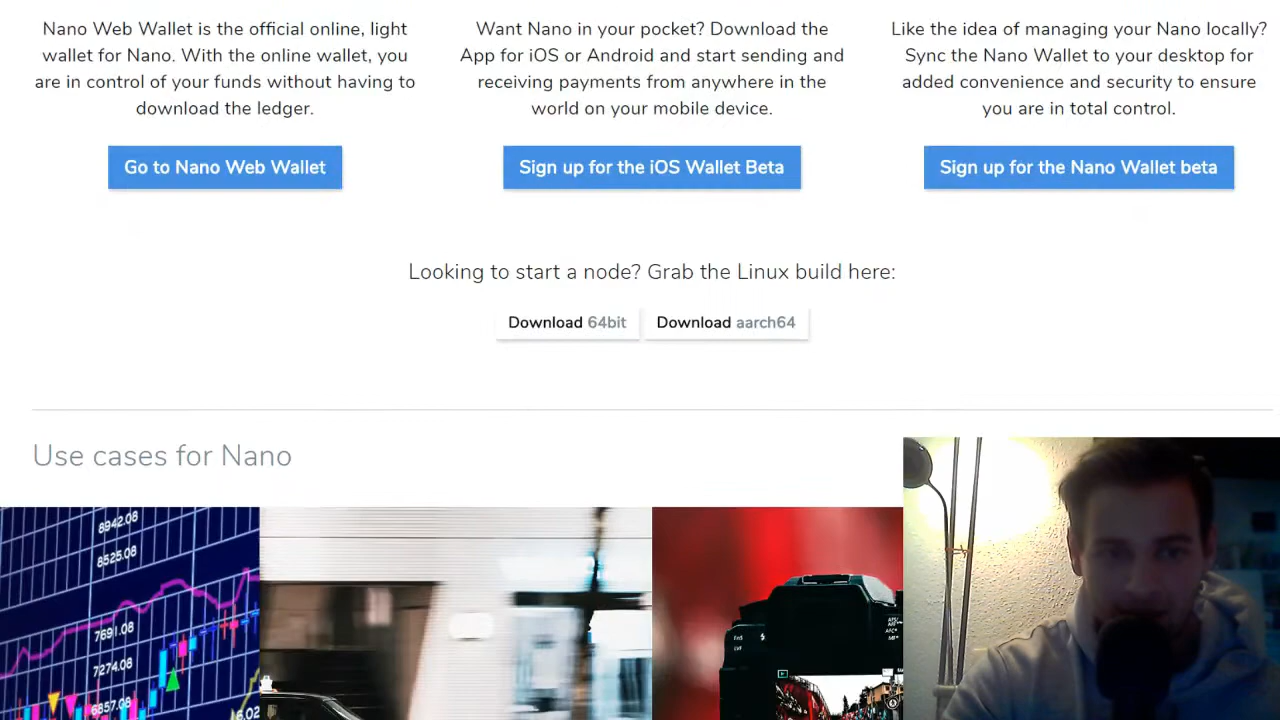 Nano Web Wallet is the official online, light
wallet for Nano. With the online wallet, you
are in control of your funds without having to
download the ledger.
Go to Nano Web Wallet
Want Nano in your pocket? Download the
App for iOS or Android and start sending and
receiving payments from anywhere in the
world on your mobile device.
Sign up for the iOS Wallet Beta
Like the idea of managing your Nano locally?
Sync the Nano Wallet to your desktop for
added convenience and security to ensure
you are in total control.
Sign up for the Nano Wallet beta
Looking to start a node? Grab the Linux build here:
Download 64bit
Download aarch64
Use cases for Nano
8942.08
8525.08
7691.08
7274.08
6857.08